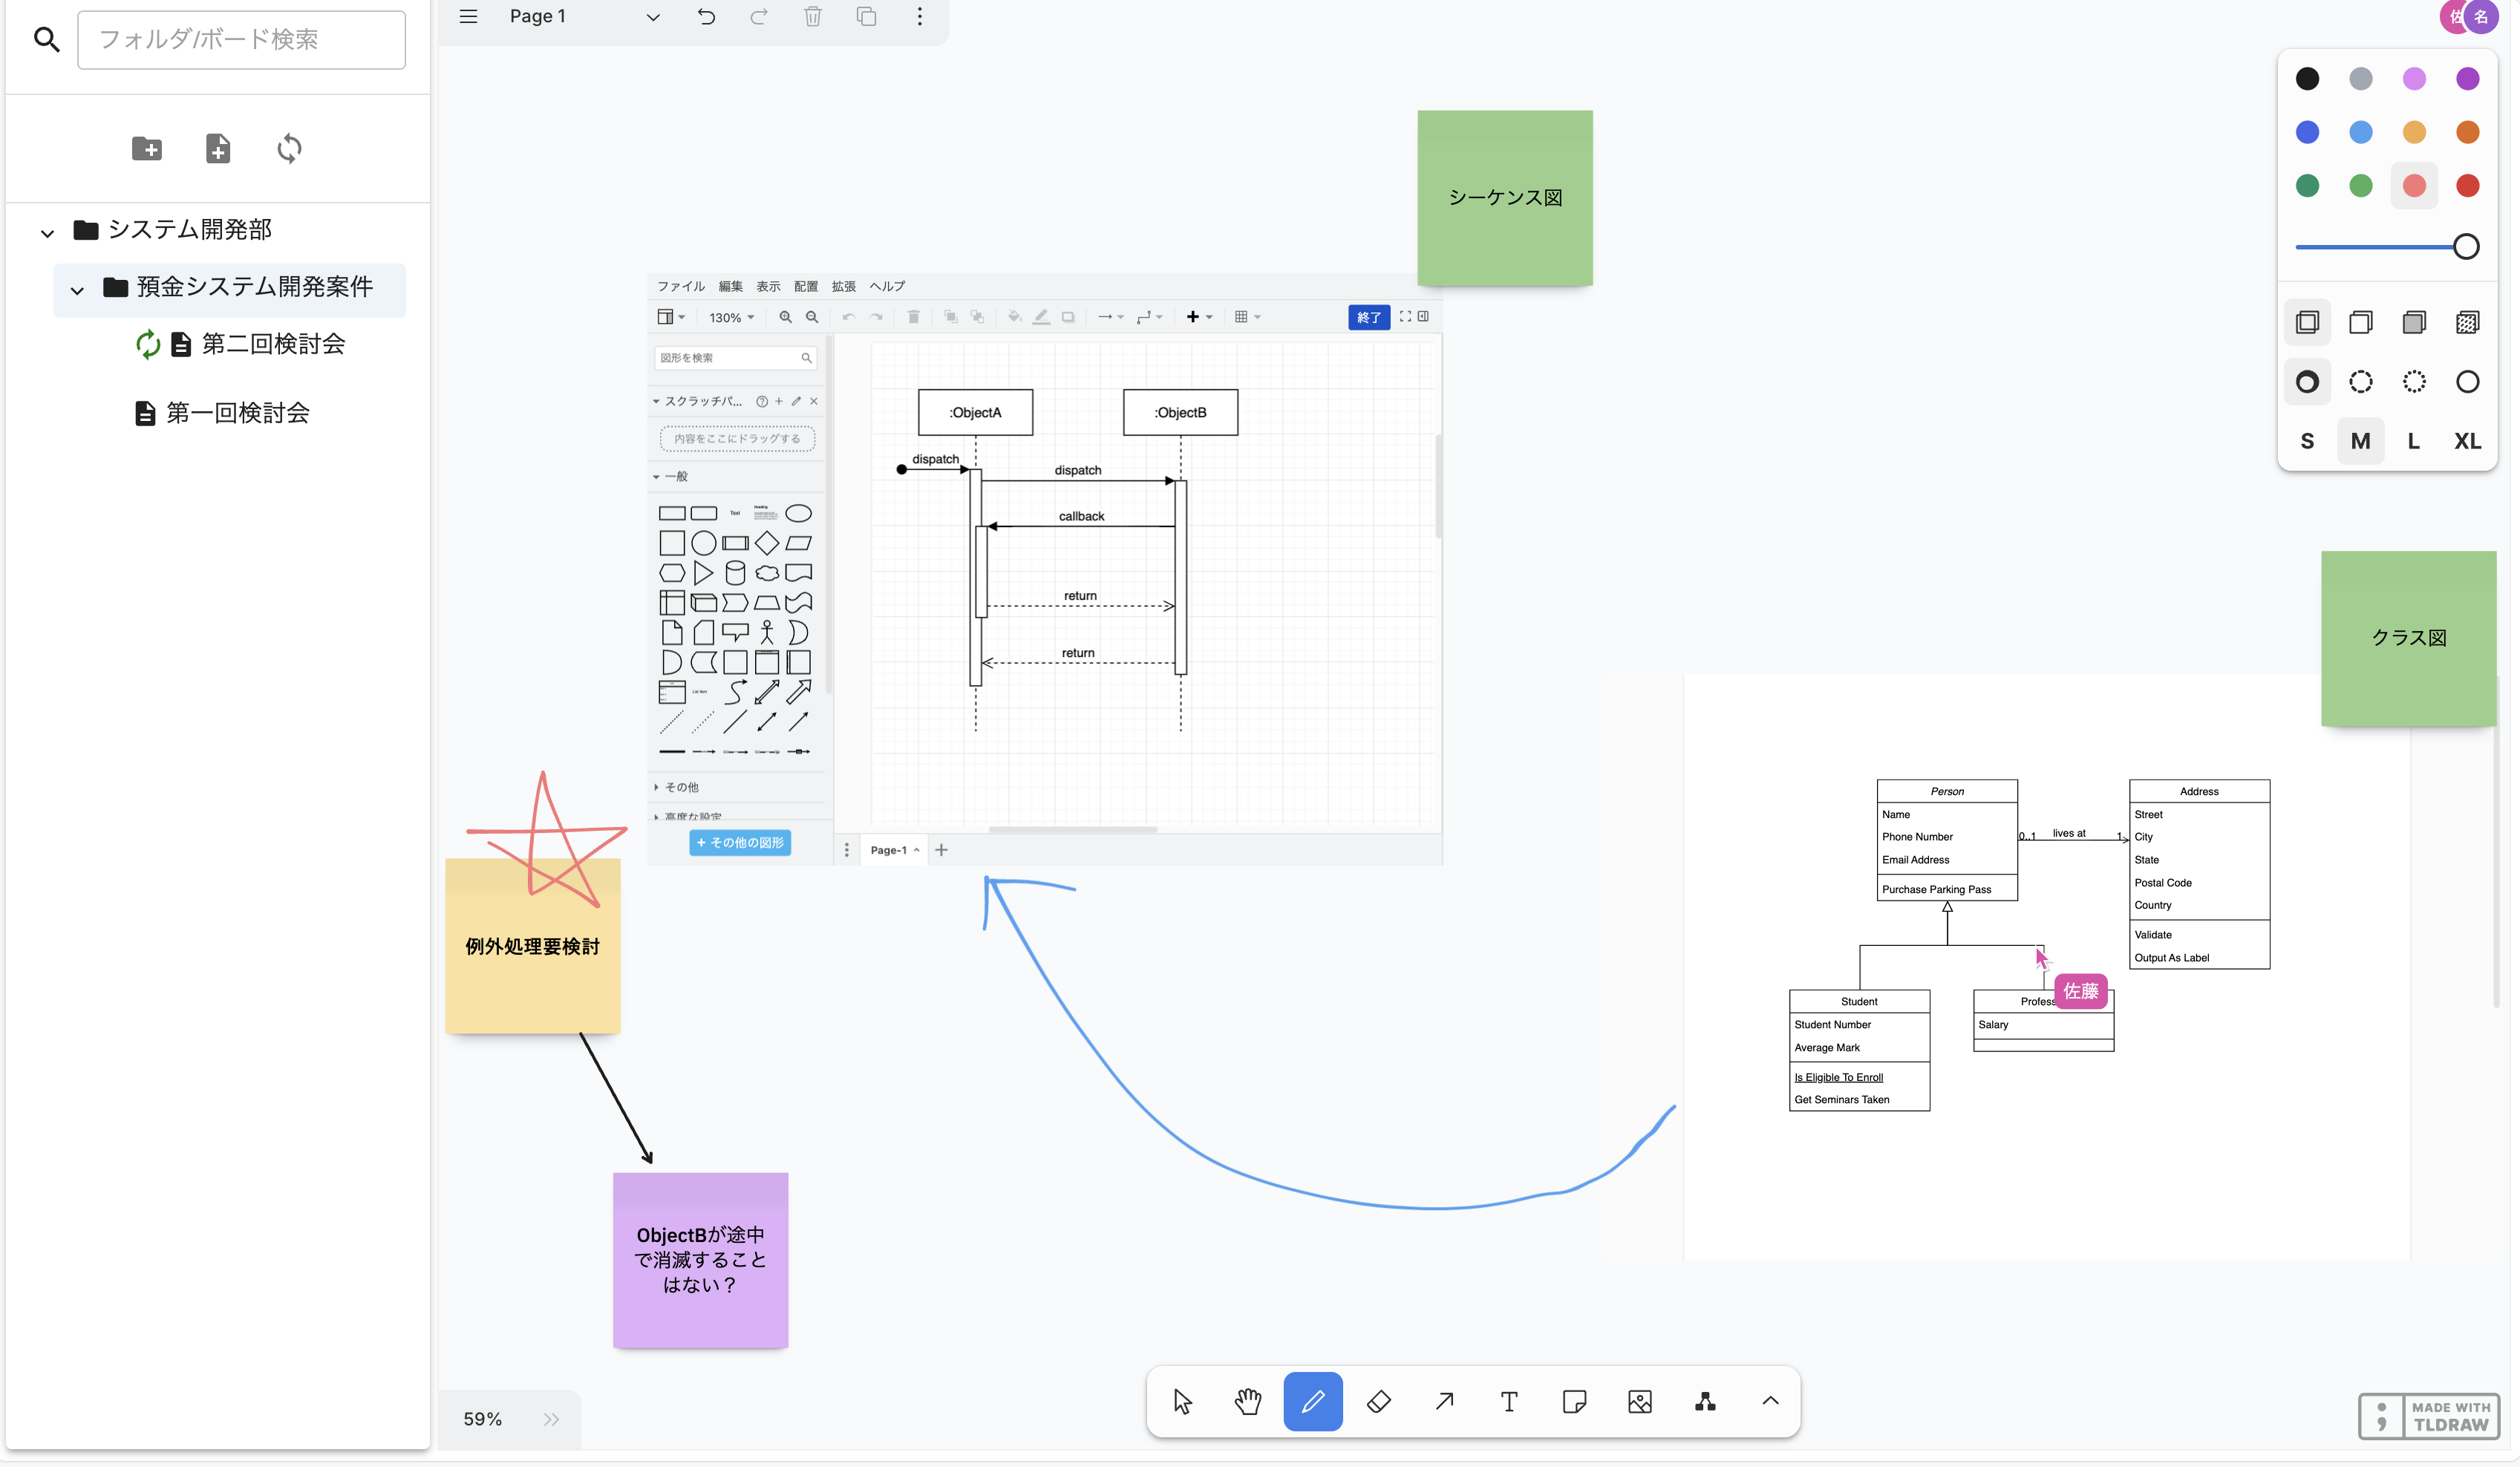 フォルダ/ボード検索
システム開発部
預金システム開発案件
第二回検討会
第一回検討会
Page 1
佐
名
S M L XL
シーケンス図
ファイル 編集 表示 配置 拡張 ヘルプ
130%
終了
図形を検索
スクラッチパ...
内容をここにドラッグする
一般
Text
Heading
List Item
その他
高度な設定
+ その他の図形
Page-1
:ObjectA
:ObjectB
dispatch
dispatch
callback
return
return
クラス図
Person
Name
Phone Number
Email Address
Purchase Parking Pass
0..1
lives at
1
Address
Street
City
State
Postal Code
Country
Validate
Output As Label
佐藤
Student
Student Number
Average Mark
Is Eligible To Enroll
Get Seminars Taken
Profess
Salary
例外処理要検討
ObjectBが途中
で消滅すること
はない？
59%
T
MADE WITH
TLDRAW